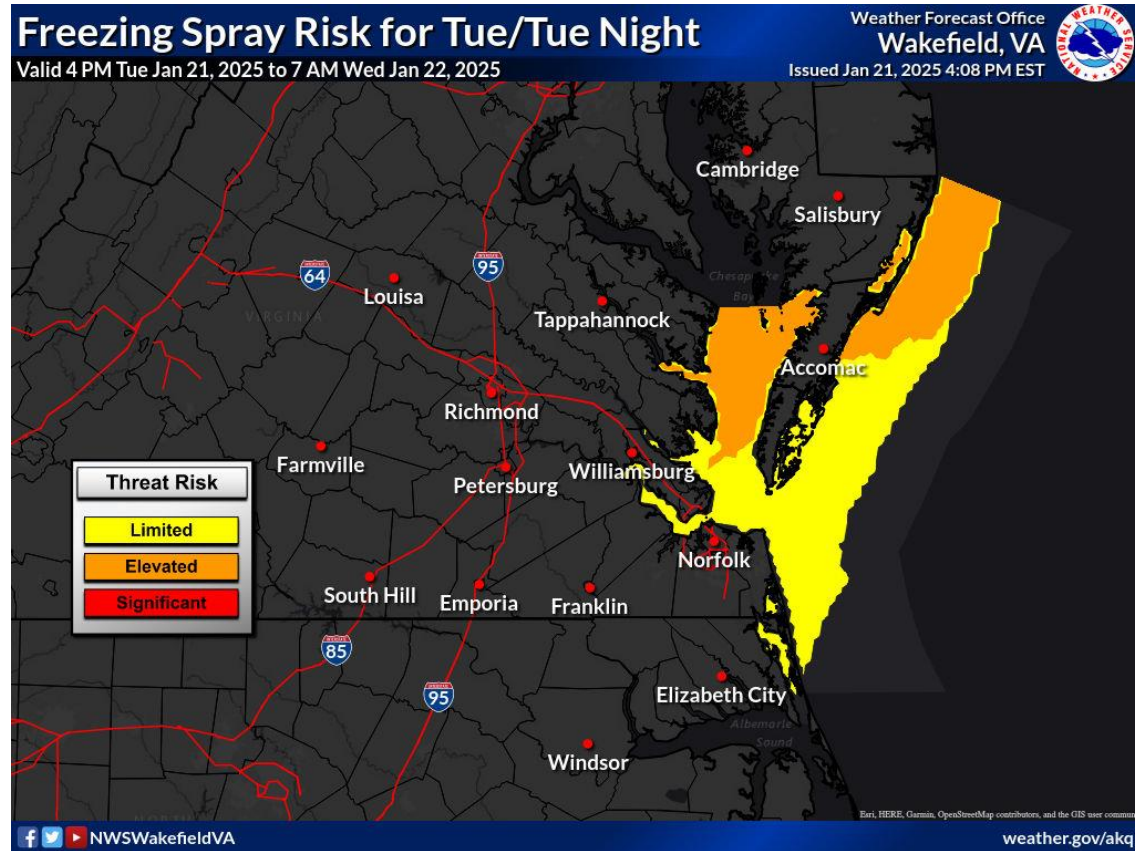 Freezing Spray Risk for Tue/Tue Night
Valid 4 PM Tue Jan 21, 2025 to 7 AM Wed Jan 22, 2025
Weather Forecast Office
Wakefield, VA
Issued Jan 21, 2025 4:08 PM EST
NATIONAL WEATHER SERVICE
Cambridge
Salisbury
95
64
Louisa
Chesapeake
Bay
VIRGINIA
Tappahannock
Accomac
Richmond
Farmville
Williamsburg
Petersburg
Threat Risk
Limited
Elevated
Significant
Norfolk
South Hill
Emporia
Franklin
85
95
Elizabeth City
Albemarle
Sound
Windsor
NORTH
Esri, HERE, Garmin, OpenStreetMap contributors, and the GIS user commun
NWSWakefieldVA
weather.gov/akq